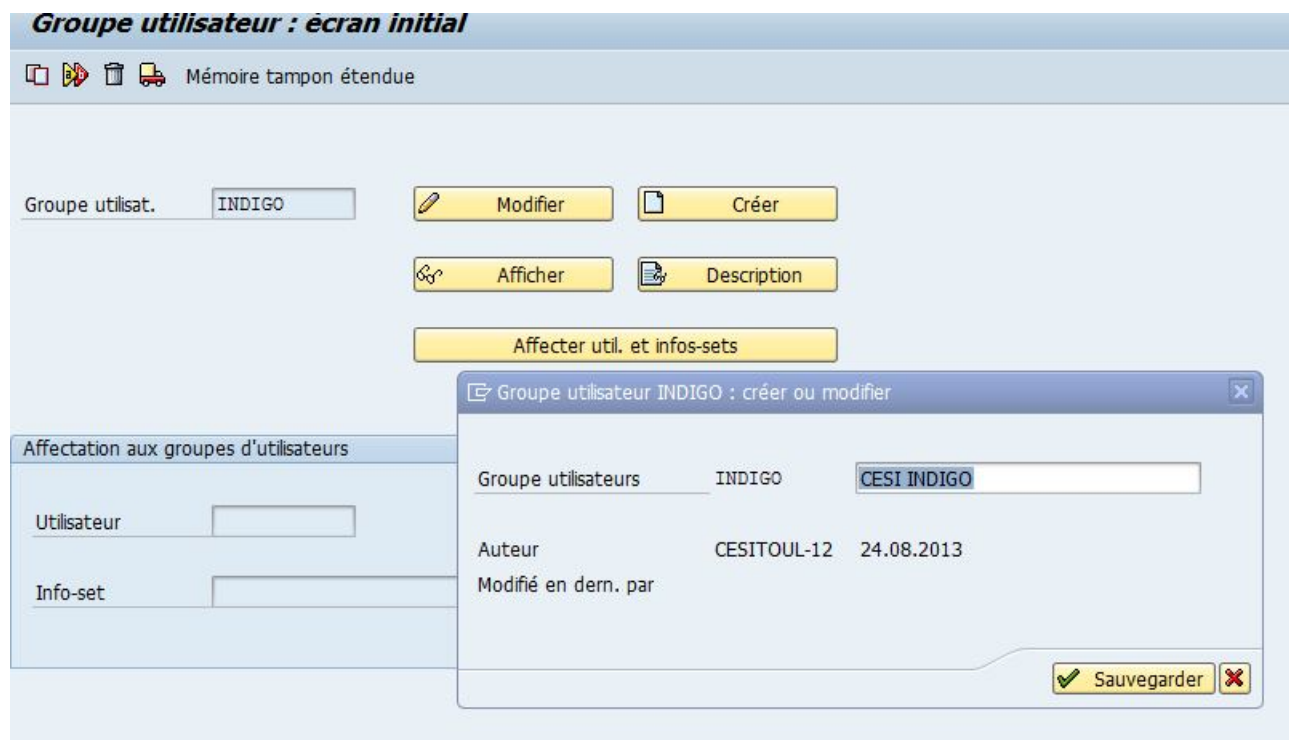 Groupe utilisateur : écran initial
Mémoire tampon étendue
Groupe utilisat. INDIGO Modifier Créer
Afficher Description
Affecter util. et infos-sets
Groupe utilisateur INDIGO : créer ou modifier
Affectation aux groupes d'utilisateurs
Groupe utilisateurs INDIGO CESI INDIGO
Utilisateur
Auteur CESITOUL-12 24.08.2013
Modifié en dern. par
Info-set
Sauvegarder